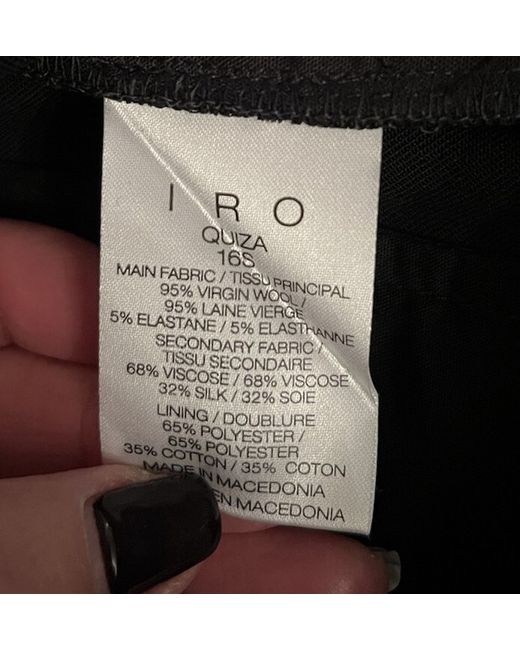 I R O
QUIZA
16S
MAIN FABRIC / TISSU PRINCIPAL
95% VIRGIN WOOL /
95% LAINE VIERGE
5% ELASTANE / 5% ELASTHANNE
SECONDARY FABRIC /
TISSU SECONDAIRE
68% VISCOSE / 68% VISCOSE
32% SILK / 32% SOIE
LINING / DOUBLURE
65% POLYESTER /
65% POLYESTER
35% COTTON / 35% COTON
MADE IN MACEDONIA
EN MACEDONIA